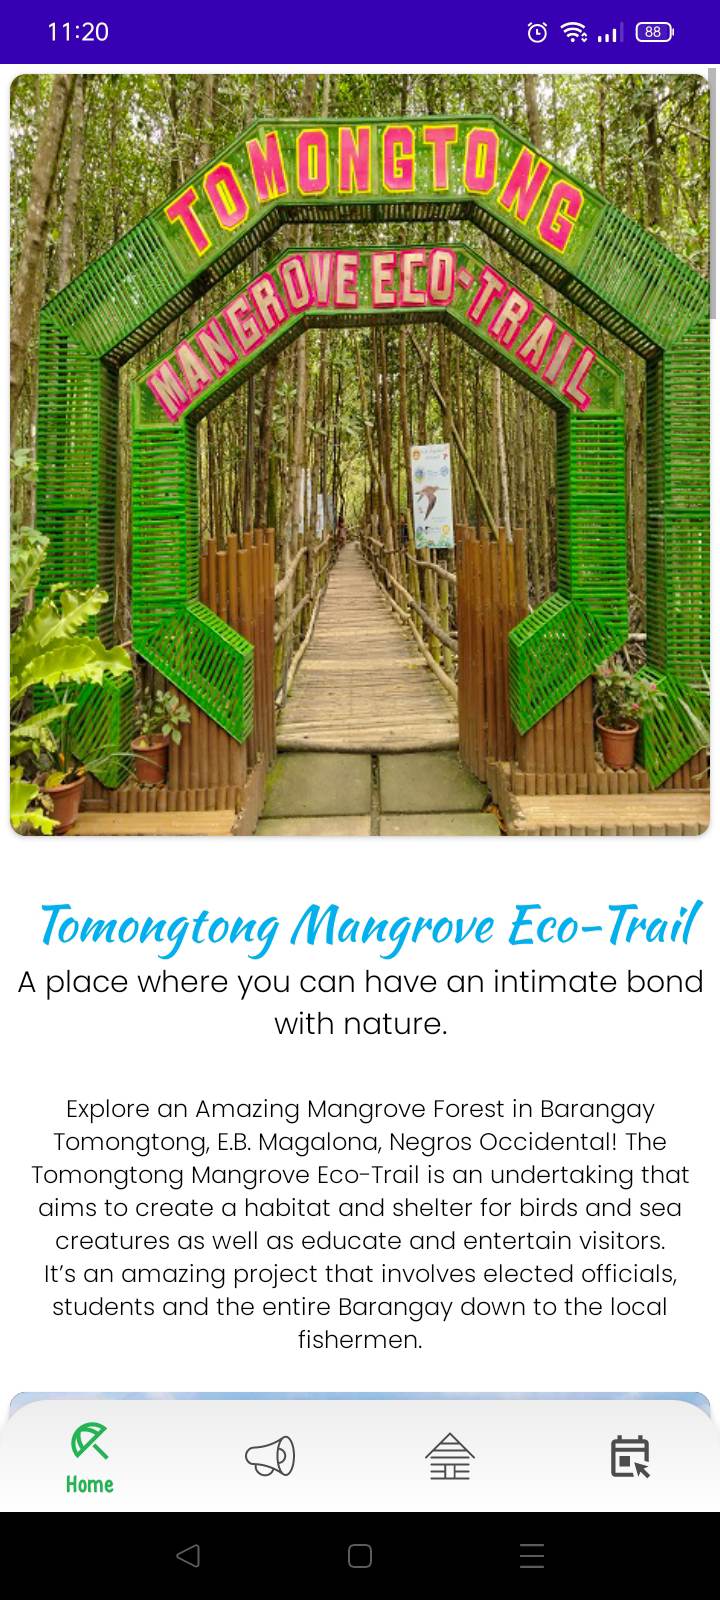 11:20
88
TOMONGTONG
MANGROVE ECO-TRAIL
Tomongtong Mangrove Eco-Trail
A place where you can have an intimate bond
with nature.
Explore an Amazing Mangrove Forest in Barangay
Tomongtong, E.B. Magalona, Negros Occidental! The
Tomongtong Mangrove Eco-Trail is an undertaking that
aims to create a habitat and shelter for birds and sea
creatures as well as educate and entertain visitors.
It’s an amazing project that involves elected officials,
students and the entire Barangay down to the local
fishermen.
Home